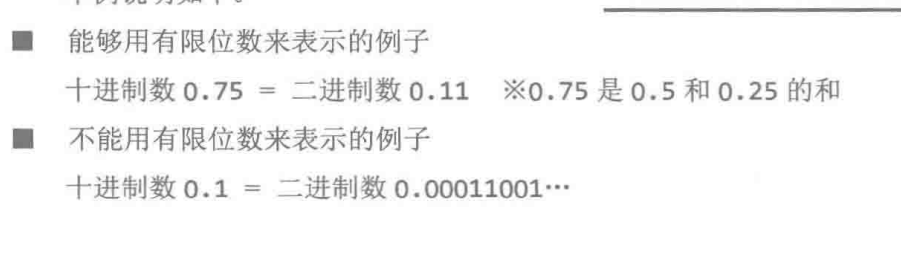 ■ 能够用有限位数来表示的例子
十进制数 0.75 = 二进制数 0.11 ※0.75 是 0.5 和 0.25 的和
■ 不能用有限位数来表示的例子
十进制数 0.1 = 二进制数 0.00011001…